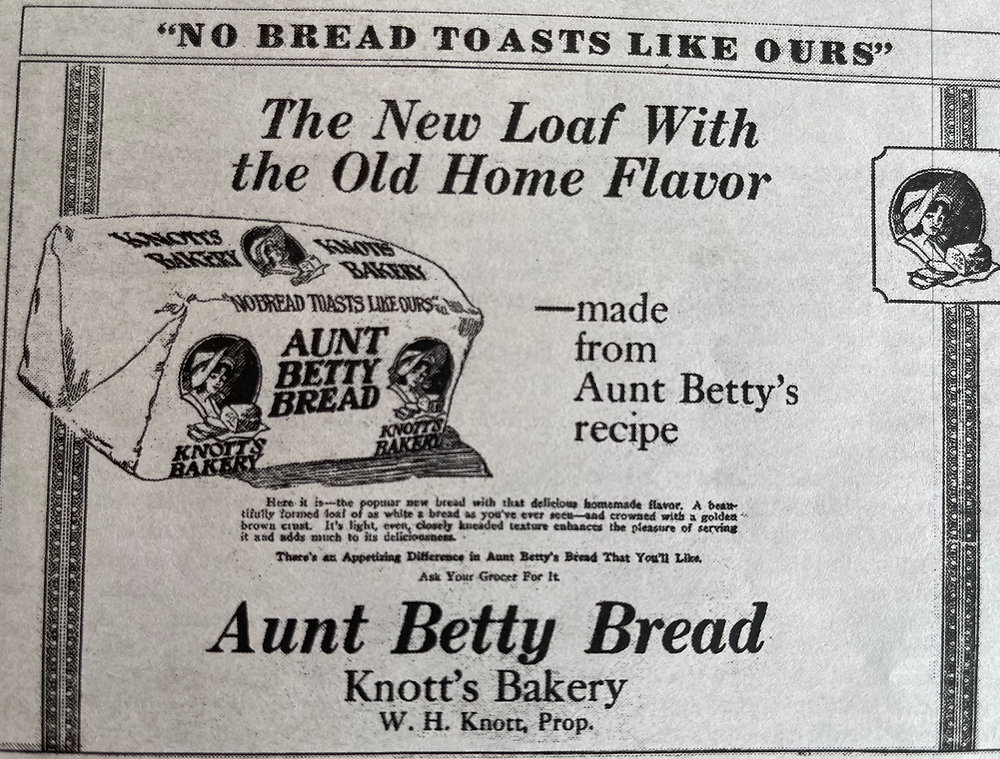 "NO BREAD TOASTS LIKE OURS"
The New Loaf With
the Old Home Flavor
KNOTT'S
BAKERY
KNOTT'S
BAKERY
"NO BREAD TOASTS LIKE OURS"
AUNT
BETTY
BREAD
KNOTT'S
BAKERY
KNOTT'S
BAKERY
—made
from
Aunt Betty's
recipe
Here it is—the popular new bread with that delicious homemade flavor. A beau-
tifully formed loaf of as white a bread as you've ever seen—and crowned with a golden
brown crust. It's light, even, closely kneaded texture enhances the pleasure of serving
it and adds much to its deliciousness.
There's an Appetizing Difference in Aunt Betty's Bread That You'll Like.
Ask Your Grocer For It.
Aunt Betty Bread
Knott's Bakery
W. H. Knott, Prop.